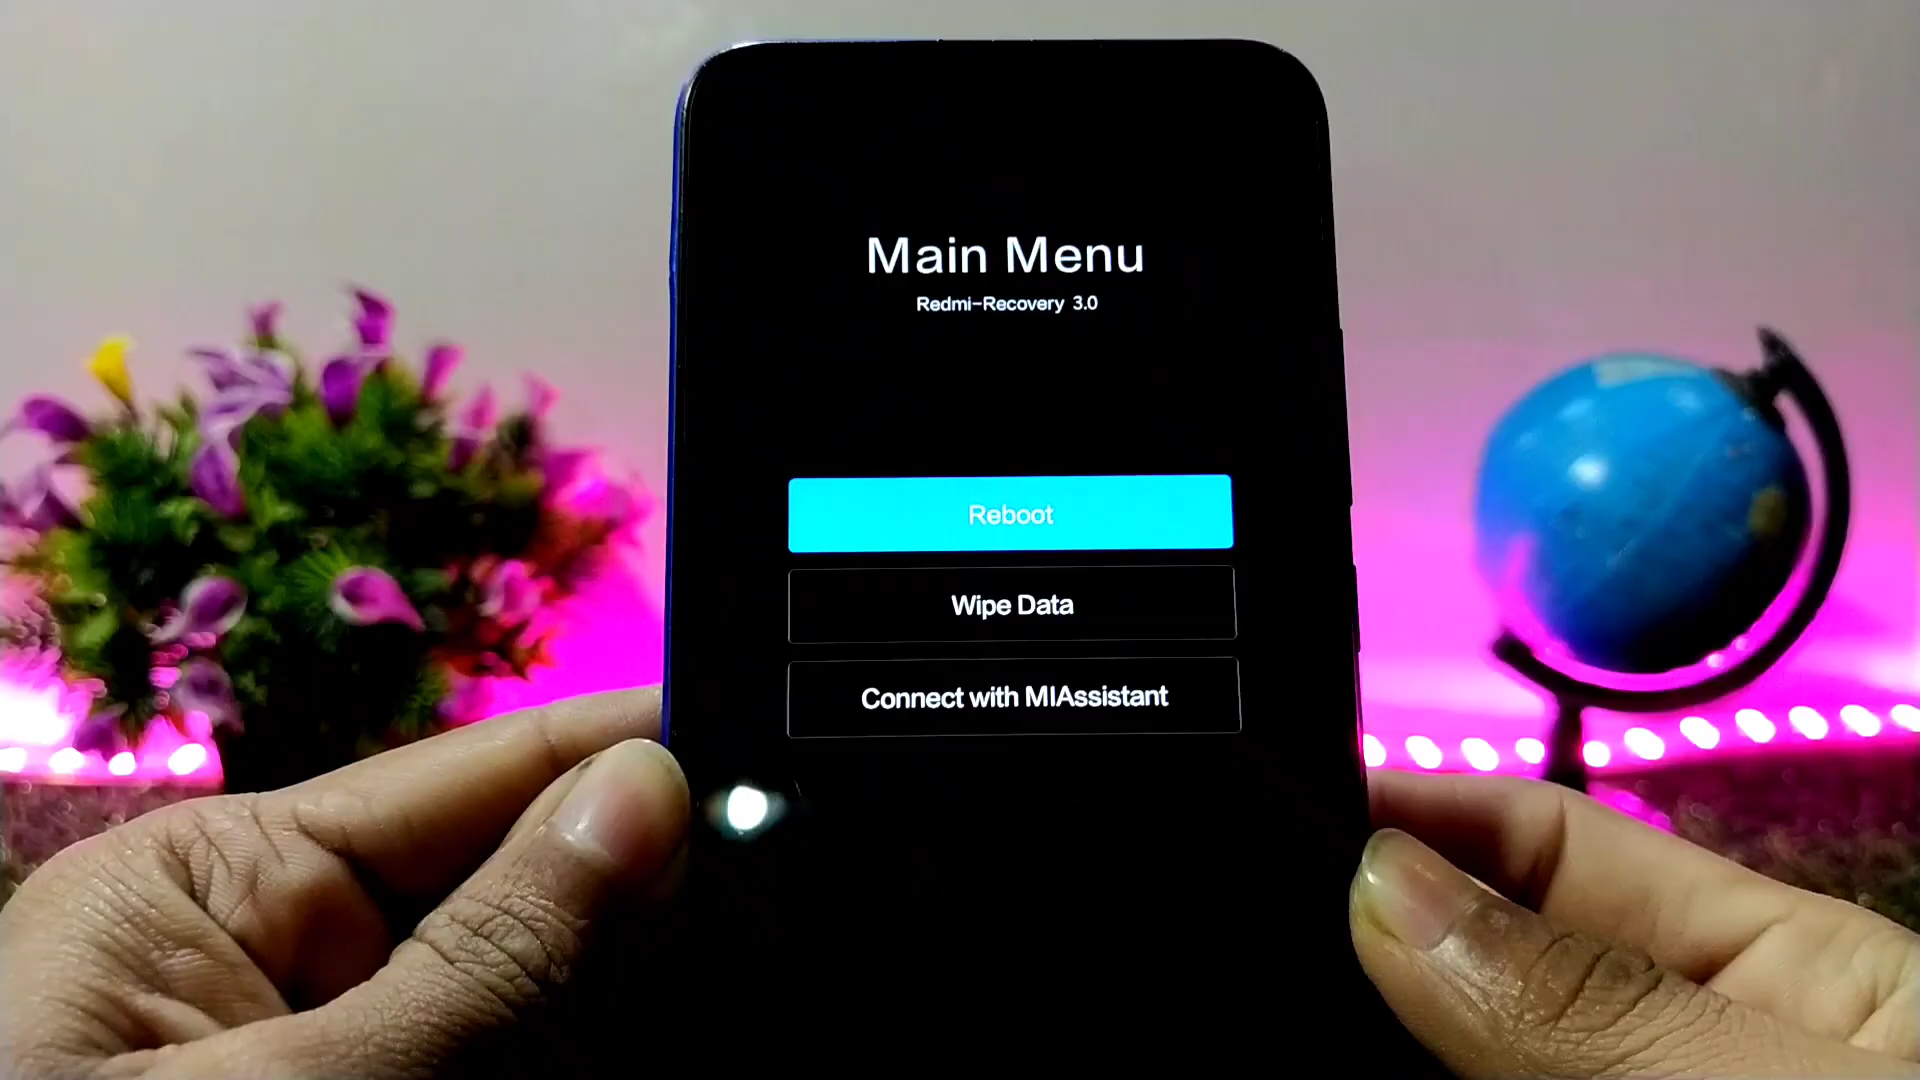 Main Menu
Redmi-Recovery 3.0
Reboot
Wipe Data
Connect with MIAssistant